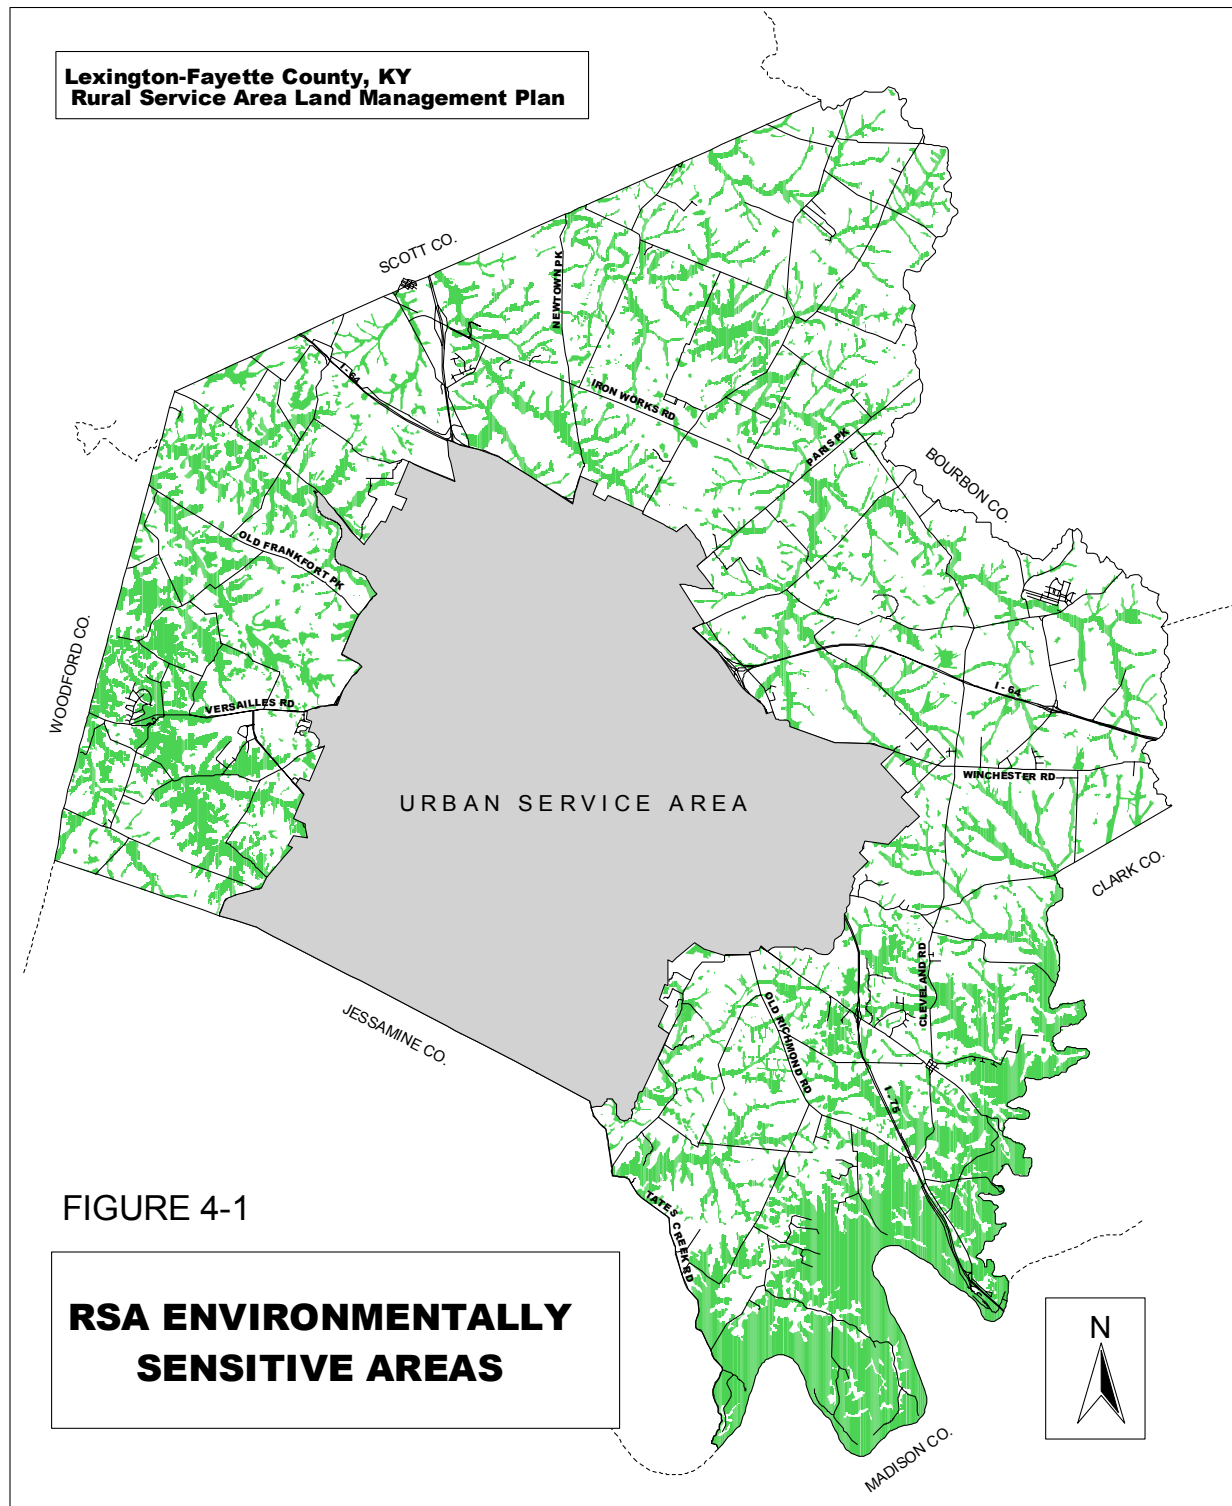 Lexington-Fayette County, KY
Rural Service Area Land Management Plan
SCOTT CO.
NEWTOWN PK
I - 64
IRON WORKS RD
PARIS PK
BOURBON CO.
OLD FRANKFORT PK
WOODFORD CO.
VERSAILLES RD
I - 64
WINCHESTER RD
URBAN SERVICE AREA
CLARK CO.
CLEVELAND RD
OLD RICHMOND RD
JESSAMINE CO.
I - 75
TATES CREEK RD
FIGURE 4-1
RSA ENVIRONMENTALLY
SENSITIVE AREAS
N
MADISON CO.